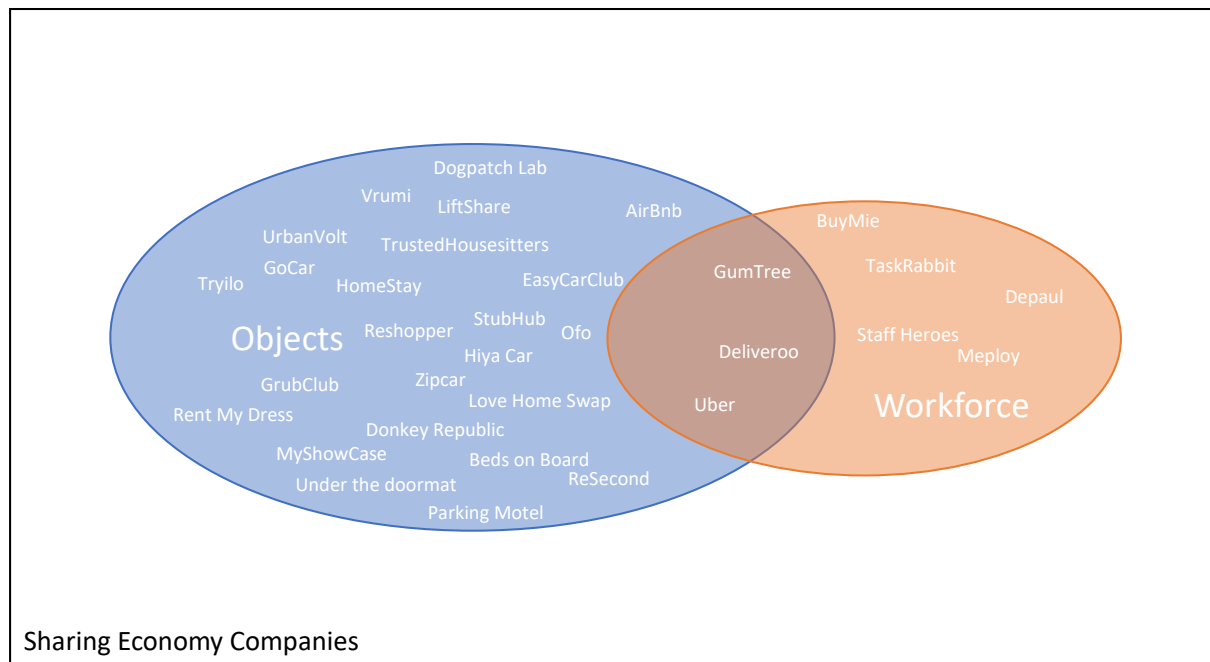 Dogpatch Lab
Vrumi
LiftShare
AirBnb
BuyMie
UrbanVolt
TrustedHousesitters
GoCar
EasyCarClub
GumTree
TaskRabbit
Tryilo
HomeStay
Depaul
Objects
Reshopper
StubHub
Ofo
Staff Heroes
Hiya Car
Deliveroo
Meploy
GrubClub
Zipcar
Love Home Swap
Uber
Workforce
Rent My Dress
Donkey Republic
MyShowCase
Beds on Board
Under the doormat
ReSecond
Parking Motel
Sharing Economy Companies